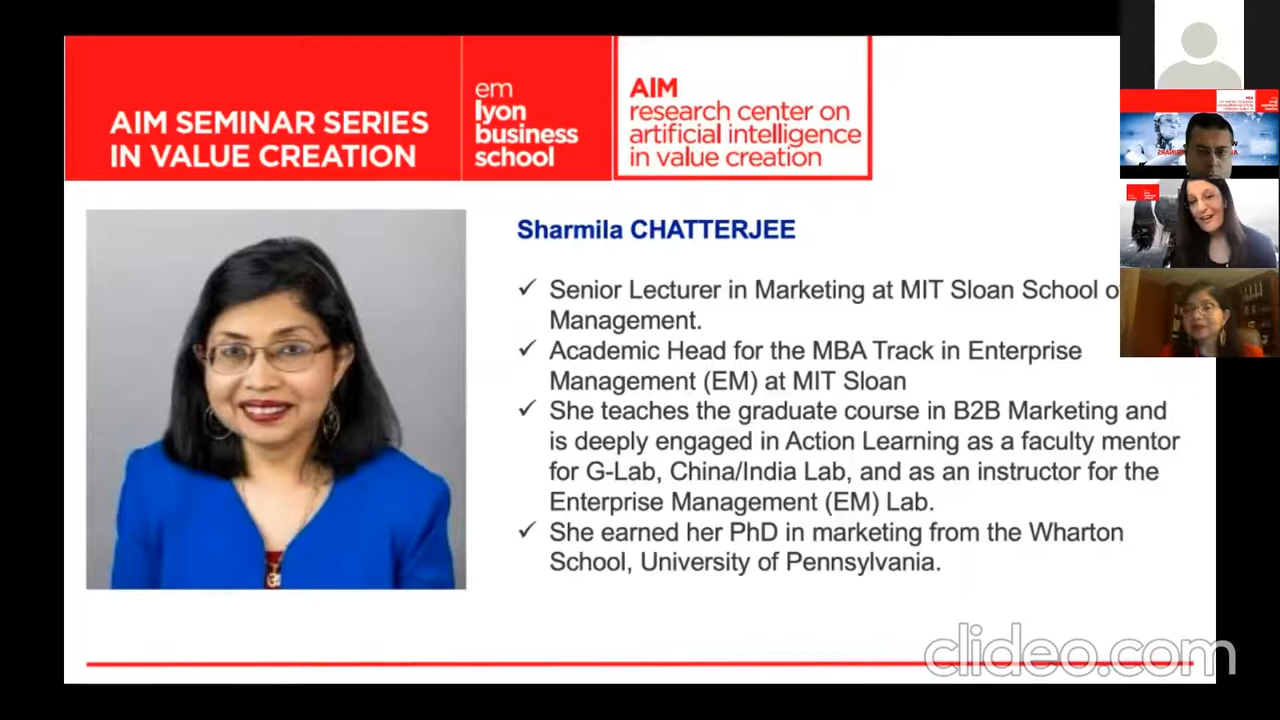 AIM SEMINAR SERIES
IN VALUE CREATION
em
lyon
business
school
AIM
research center on
artificial intelligence
in value creation
Sharmila CHATTERJEE
✓ Senior Lecturer in Marketing at MIT Sloan School
Management.
✓ Academic Head for the MBA Track in Enterprise
Management (EM) at MIT Sloan
✓ She teaches the graduate course in B2B Marketing and
is deeply engaged in Action Learning as a faculty mentor
for G-Lab, China/India Lab, and as an instructor for the
Enterprise Management (EM) Lab.
✓ She earned her PhD in marketing from the Wharton
School, University of Pennsylvania.
clideo.com